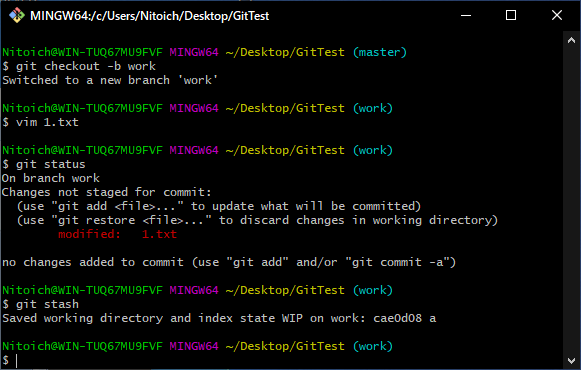 MINGW64:/c/Users/Nitoich/Desktop/GitTest
Nitoich@WIN-TUQ67MU9FVF MINGW64 ~/Desktop/GitTest (master)
$ git checkout -b work
Switched to a new branch 'work'
Nitoich@WIN-TUQ67MU9FVF MINGW64 ~/Desktop/GitTest (work)
$ vim 1.txt
Nitoich@WIN-TUQ67MU9FVF MINGW64 ~/Desktop/GitTest (work)
$ git status
On branch work
Changes not staged for commit:
  (use "git add <file>..." to update what will be committed)
  (use "git restore <file>..." to discard changes in working directory)
        modified:   1.txt
no changes added to commit (use "git add" and/or "git commit -a")
Nitoich@WIN-TUQ67MU9FVF MINGW64 ~/Desktop/GitTest (work)
$ git stash
Saved working directory and index state WIP on work: cae0d08 a
Nitoich@WIN-TUQ67MU9FVF MINGW64 ~/Desktop/GitTest (work)
$